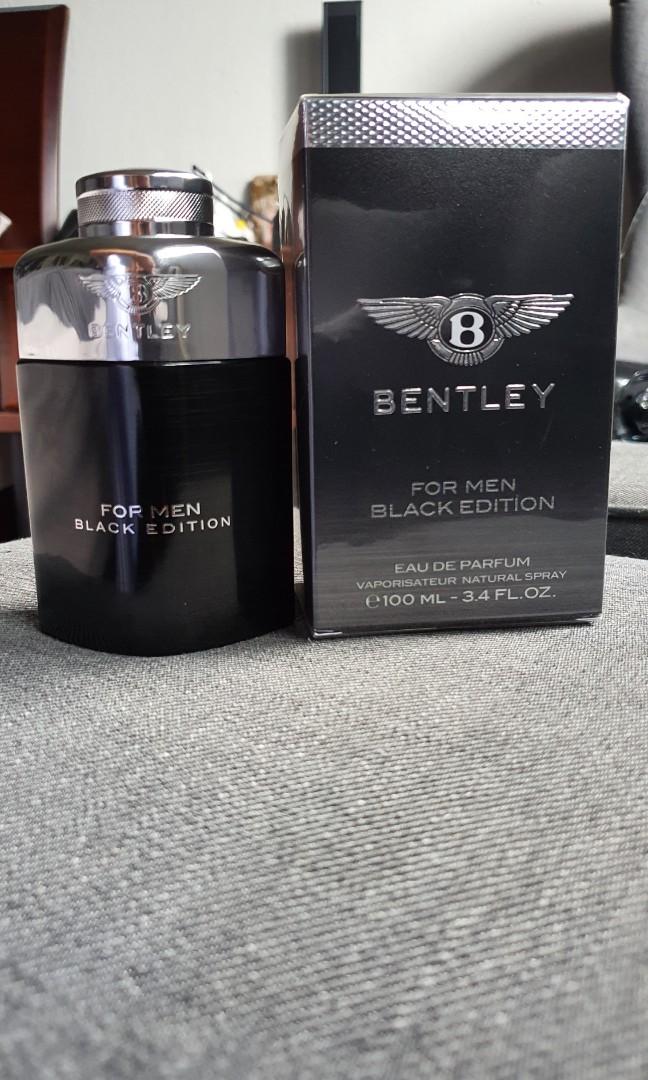 BENTLEY
FOR MEN
BLACK EDITION
B
BENTLEY
FOR MEN
BLACK EDITION
EAU DE PARFUM
VAPORISATEUR NATURAL SPRAY
℮100 ML - 3.4 FL.OZ.